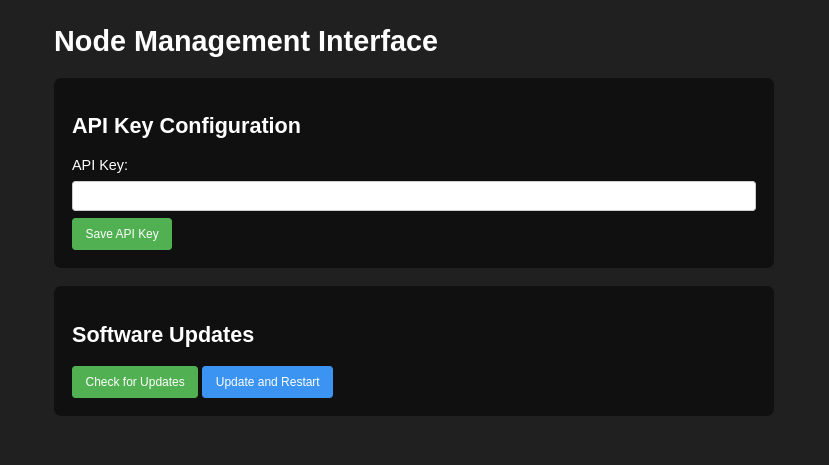 Node Management Interface
API Key Configuration
API Key:
Save API Key
Software Updates
Check for Updates Update and Restart